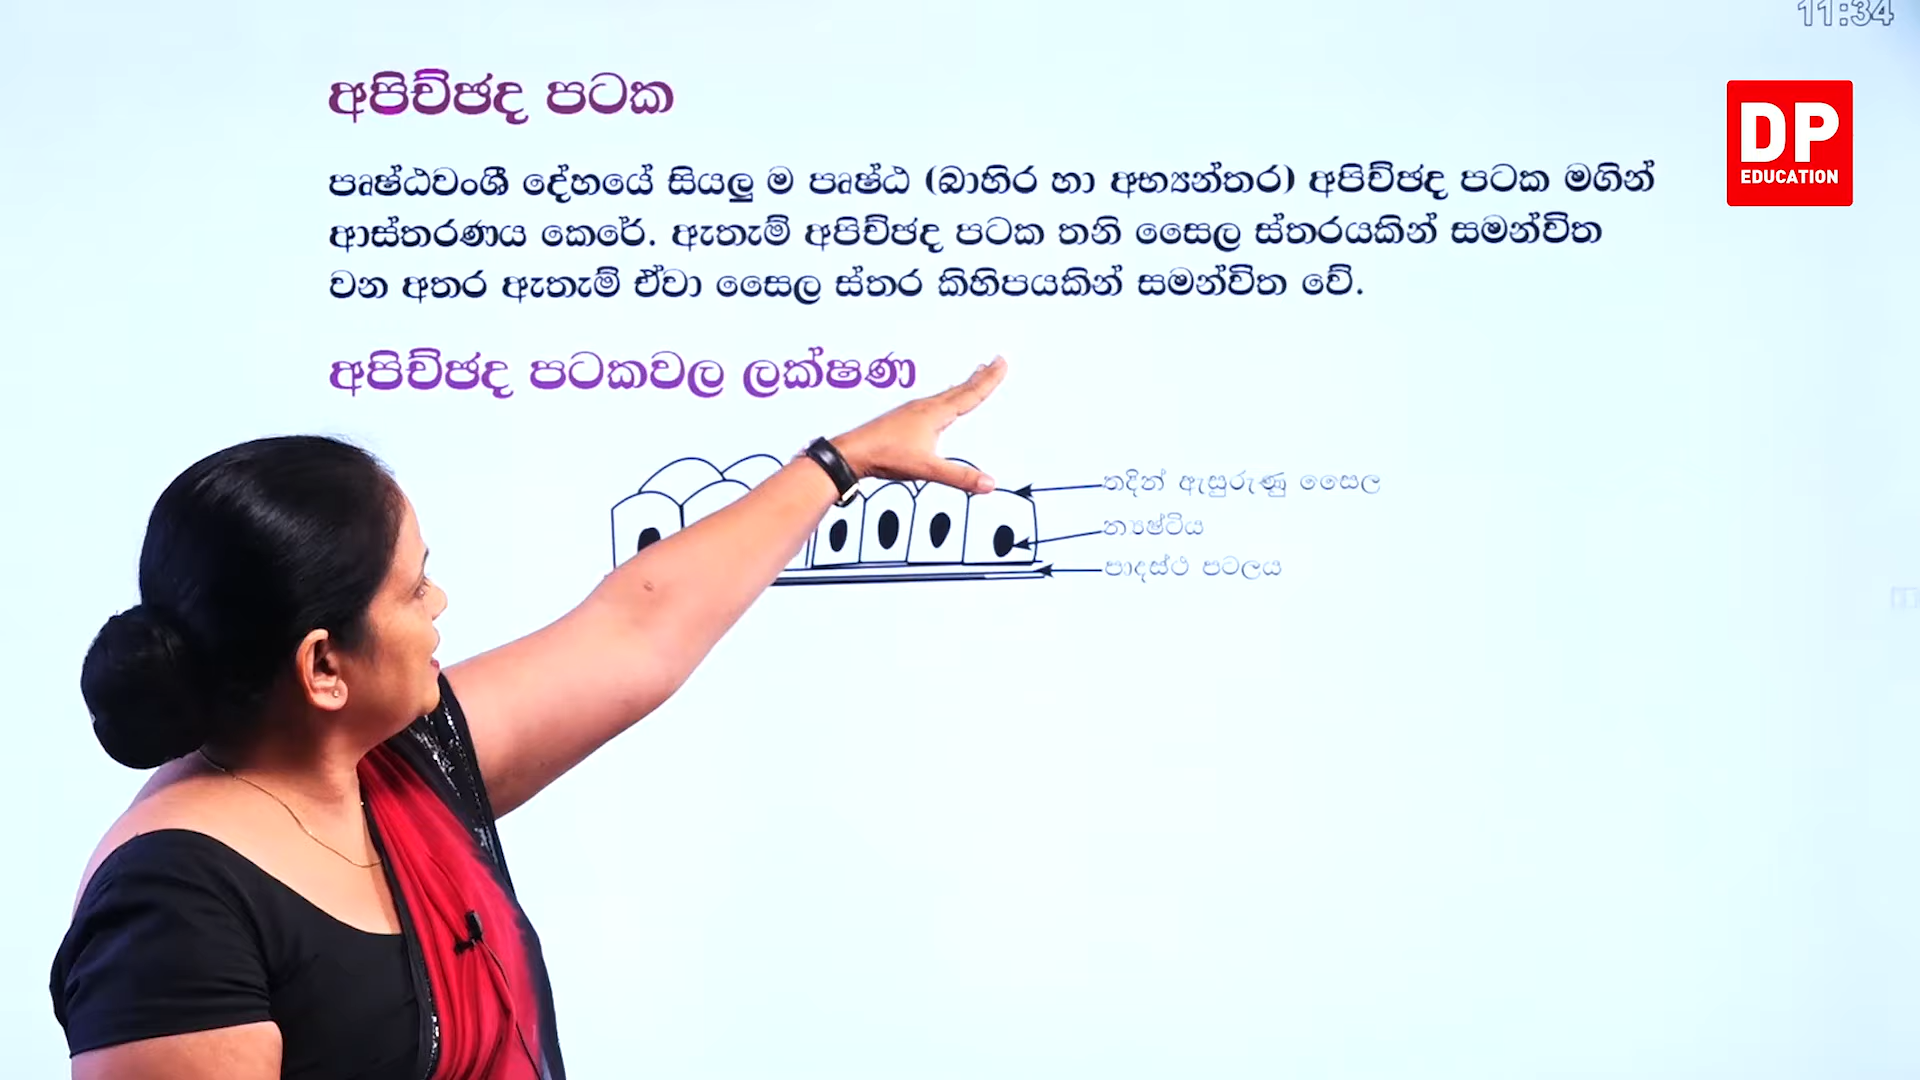 11:34
අපිච්ඡද පටක
DP
EDUCATION
පෘෂ්ඨවංශී දේහයේ සියලු ම පෘෂ්ඨ (බාහිර හා අභ්‍යන්තර) අපිච්ඡද පටක මගින්
ආස්තරණය කෙරේ. ඇතැම් අපිච්ඡද පටක තනි සෛල ස්තරයකින් සමන්විත
වන අතර ඇතැම් ඒවා සෛල ස්තර කිහිපයකින් සමන්විත වේ.
අපිච්ඡද පටකවල ලක්ෂණ
තදින් ඇසුරුණු සෛල
න්‍යෂ්ටිය
පාදස්ථ පටලය